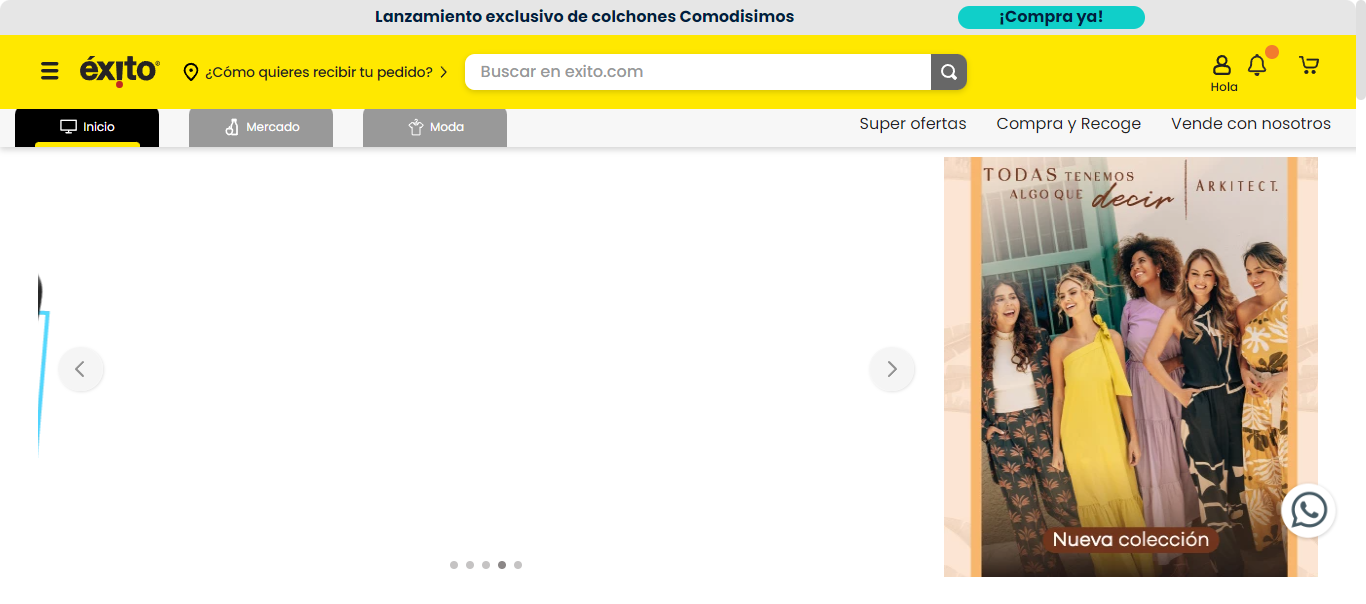 Lanzamiento exclusivo de colchones Comodisimos
¡Compra ya!
éxito
¿Cómo quieres recibir tu pedido?
Buscar en exito.com
Hola
Inicio
Mercado
Moda
Super ofertas
Compra y Recoge
Vende con nosotros
TODAS TENEMOS
ALGO QUE decir
ARKITECT.
Nueva colección